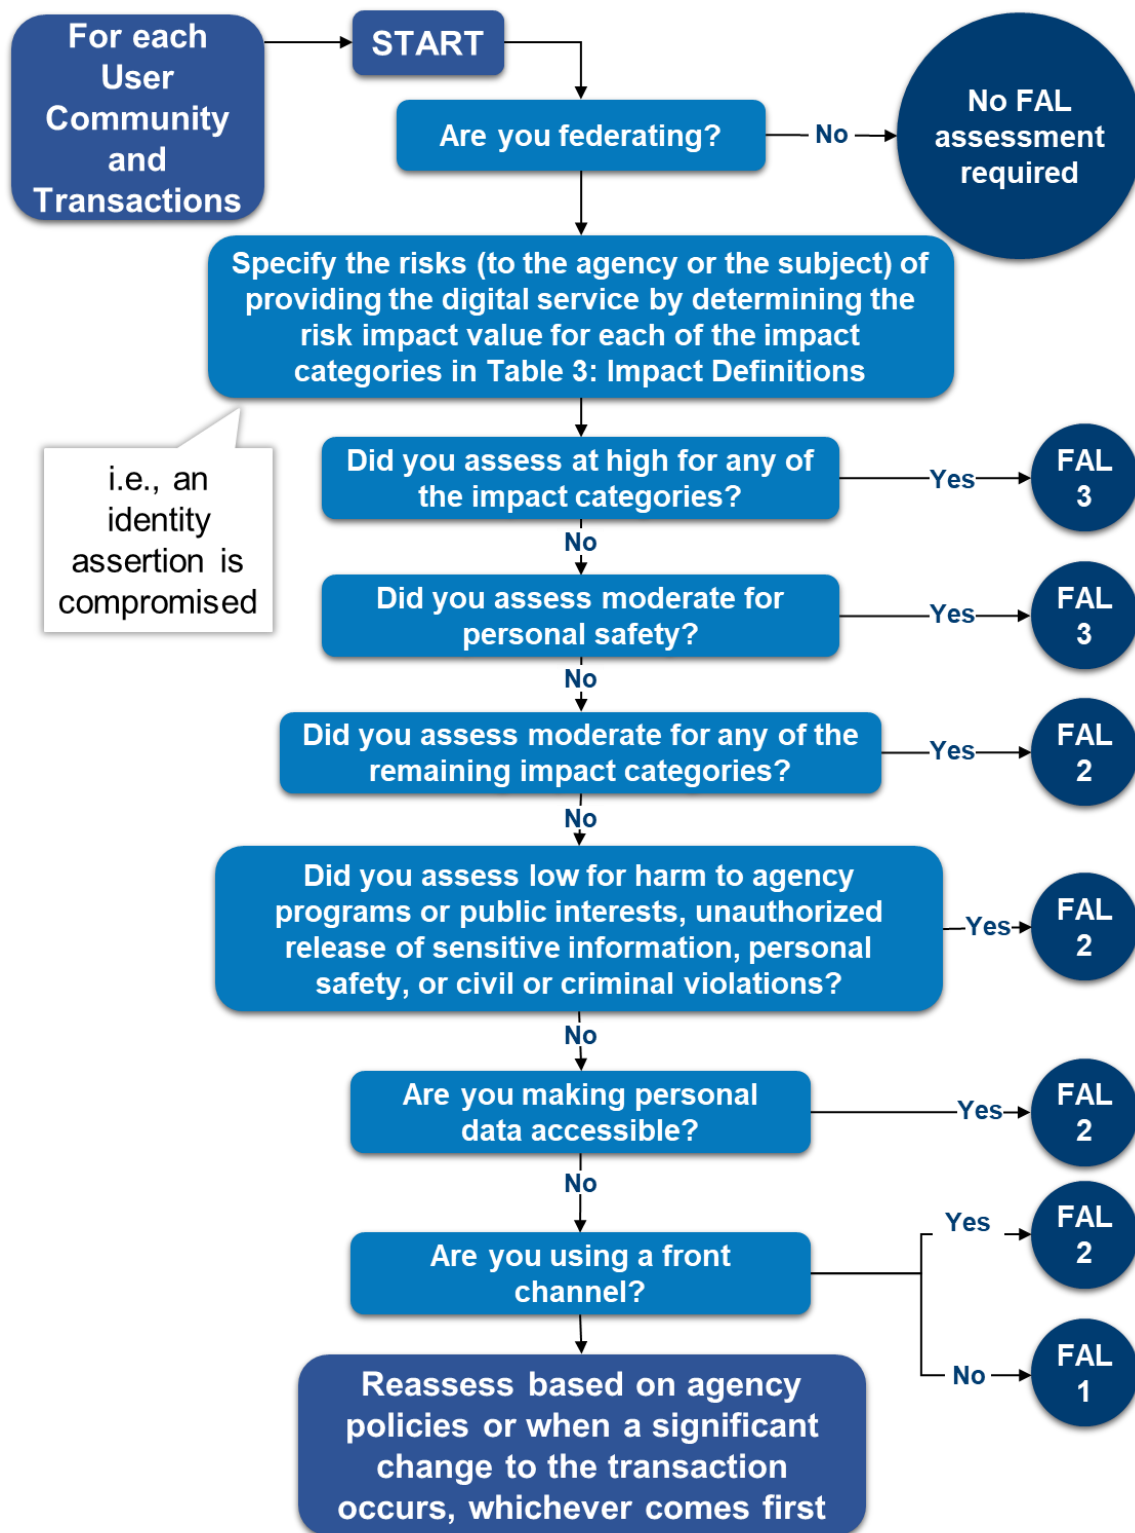 For each
User
Community
and
Transactions
START
Are you federating?
No
No FAL
assessment
required
Specify the risks (to the agency or the subject) of
providing the digital service by determining the
risk impact value for each of the impact
categories in Table 3: Impact Definitions
i.e., an
identity
assertion is
compromised
Did you assess at high for any of
the impact categories?
Yes
FAL
3
No
Did you assess moderate for
personal safety?
Yes
FAL
3
No
Did you assess moderate for any of the
remaining impact categories?
Yes
FAL
2
No
Did you assess low for harm to agency
programs or public interests, unauthorized
release of sensitive information, personal
safety, or civil or criminal violations?
Yes
FAL
2
No
Are you making personal
data accessible?
Yes
FAL
2
No
Are you using a front
channel?
Yes
FAL
2
No
FAL
1
Reassess based on agency
policies or when a significant
change to the transaction
occurs, whichever comes first